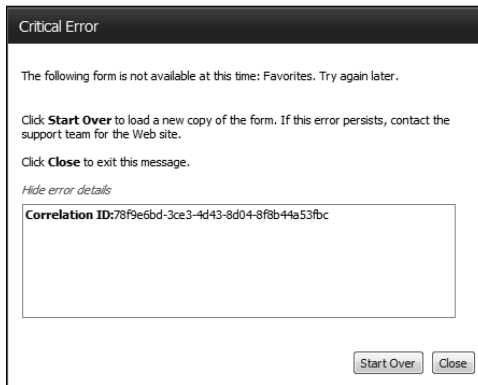 Critical Error
The following form is not available at this time: Favorites. Try again later.
Click Start Over to load a new copy of the form. If this error persists, contact the
support team for the Web site.
Click Close to exit this message.
Hide error details
Correlation ID:78f9e6bd-3ce3-4d43-8d04-8f8b44a53fbc
Start Over Close